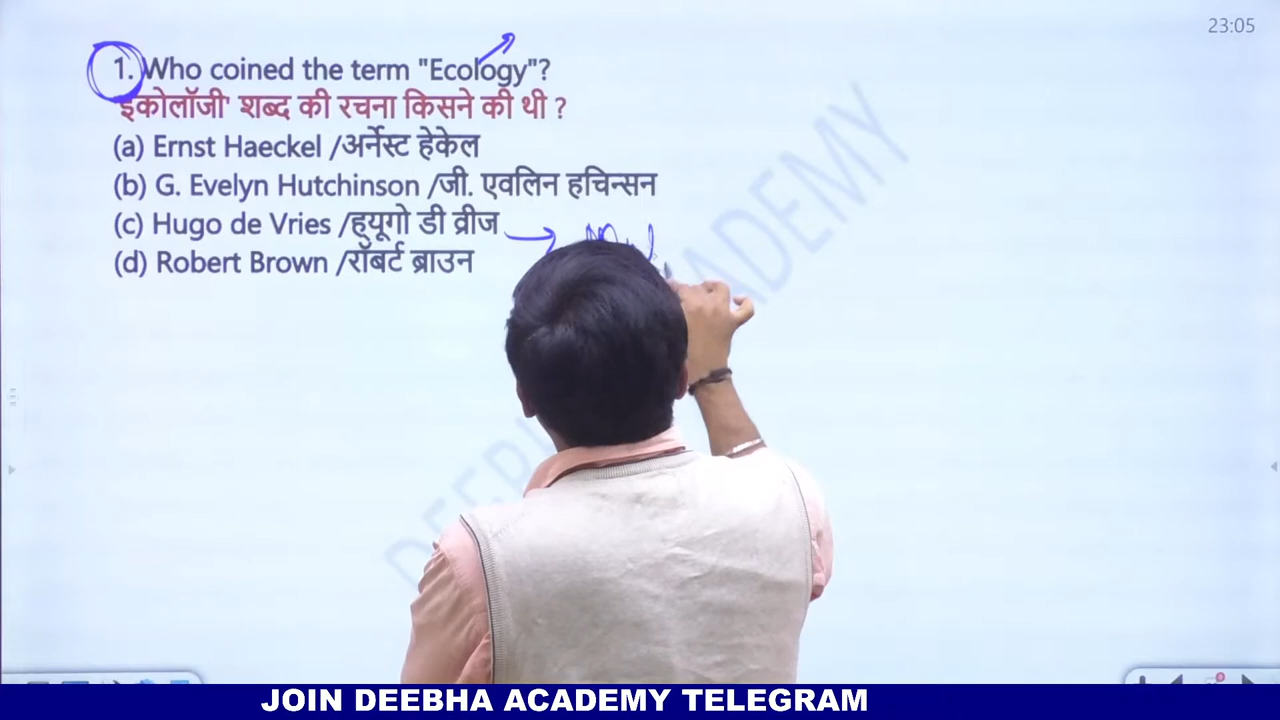 23:05
1. Who coined the term "Ecology"?
'इकोलॉजी' शब्द की रचना किसने की थी ?
(a) Ernst Haeckel /अर्नेस्ट हेकेल
(b) G. Evelyn Hutchinson /जी. एवलिन हचिन्सन
(c) Hugo de Vries /हुयूगो डी व्रीज
(d) Robert Brown /रॉबर्ट ब्राउन
ADEMY
JOIN DEEBHA ACADEMY TELEGRAM